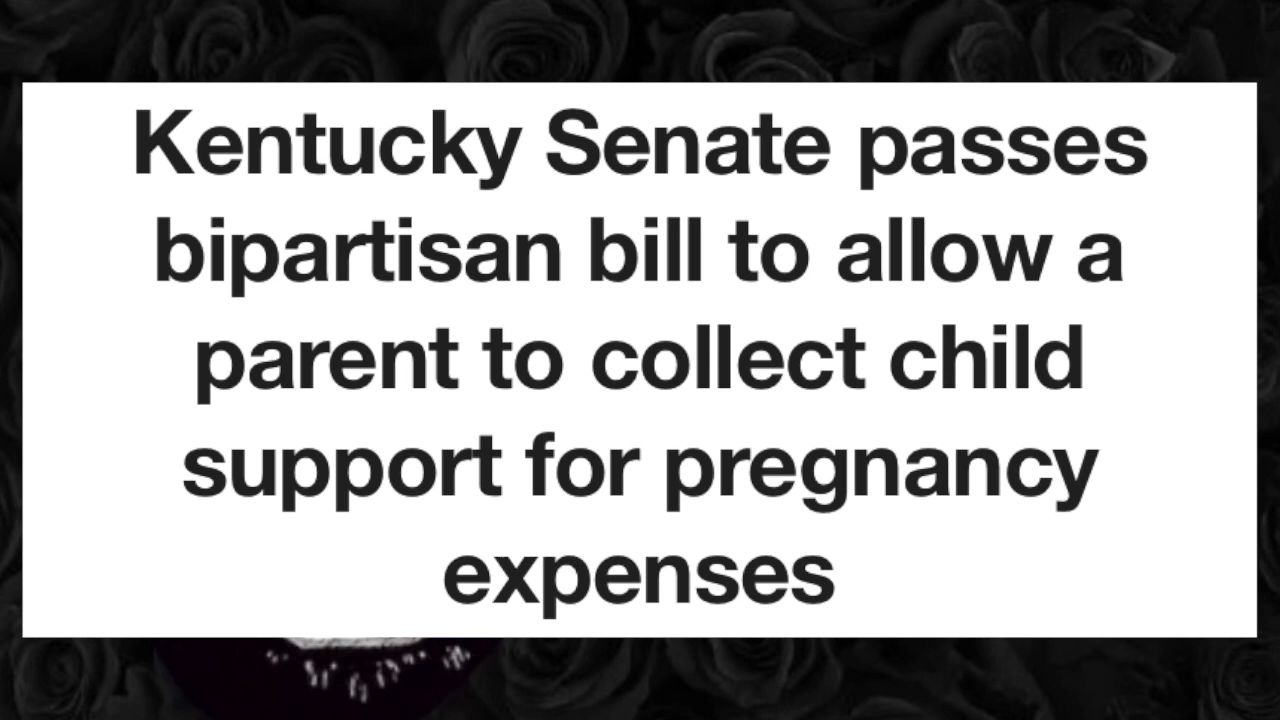 Kentucky Senate passes
bipartisan bill to allow a
parent to collect child
support for pregnancy
expenses